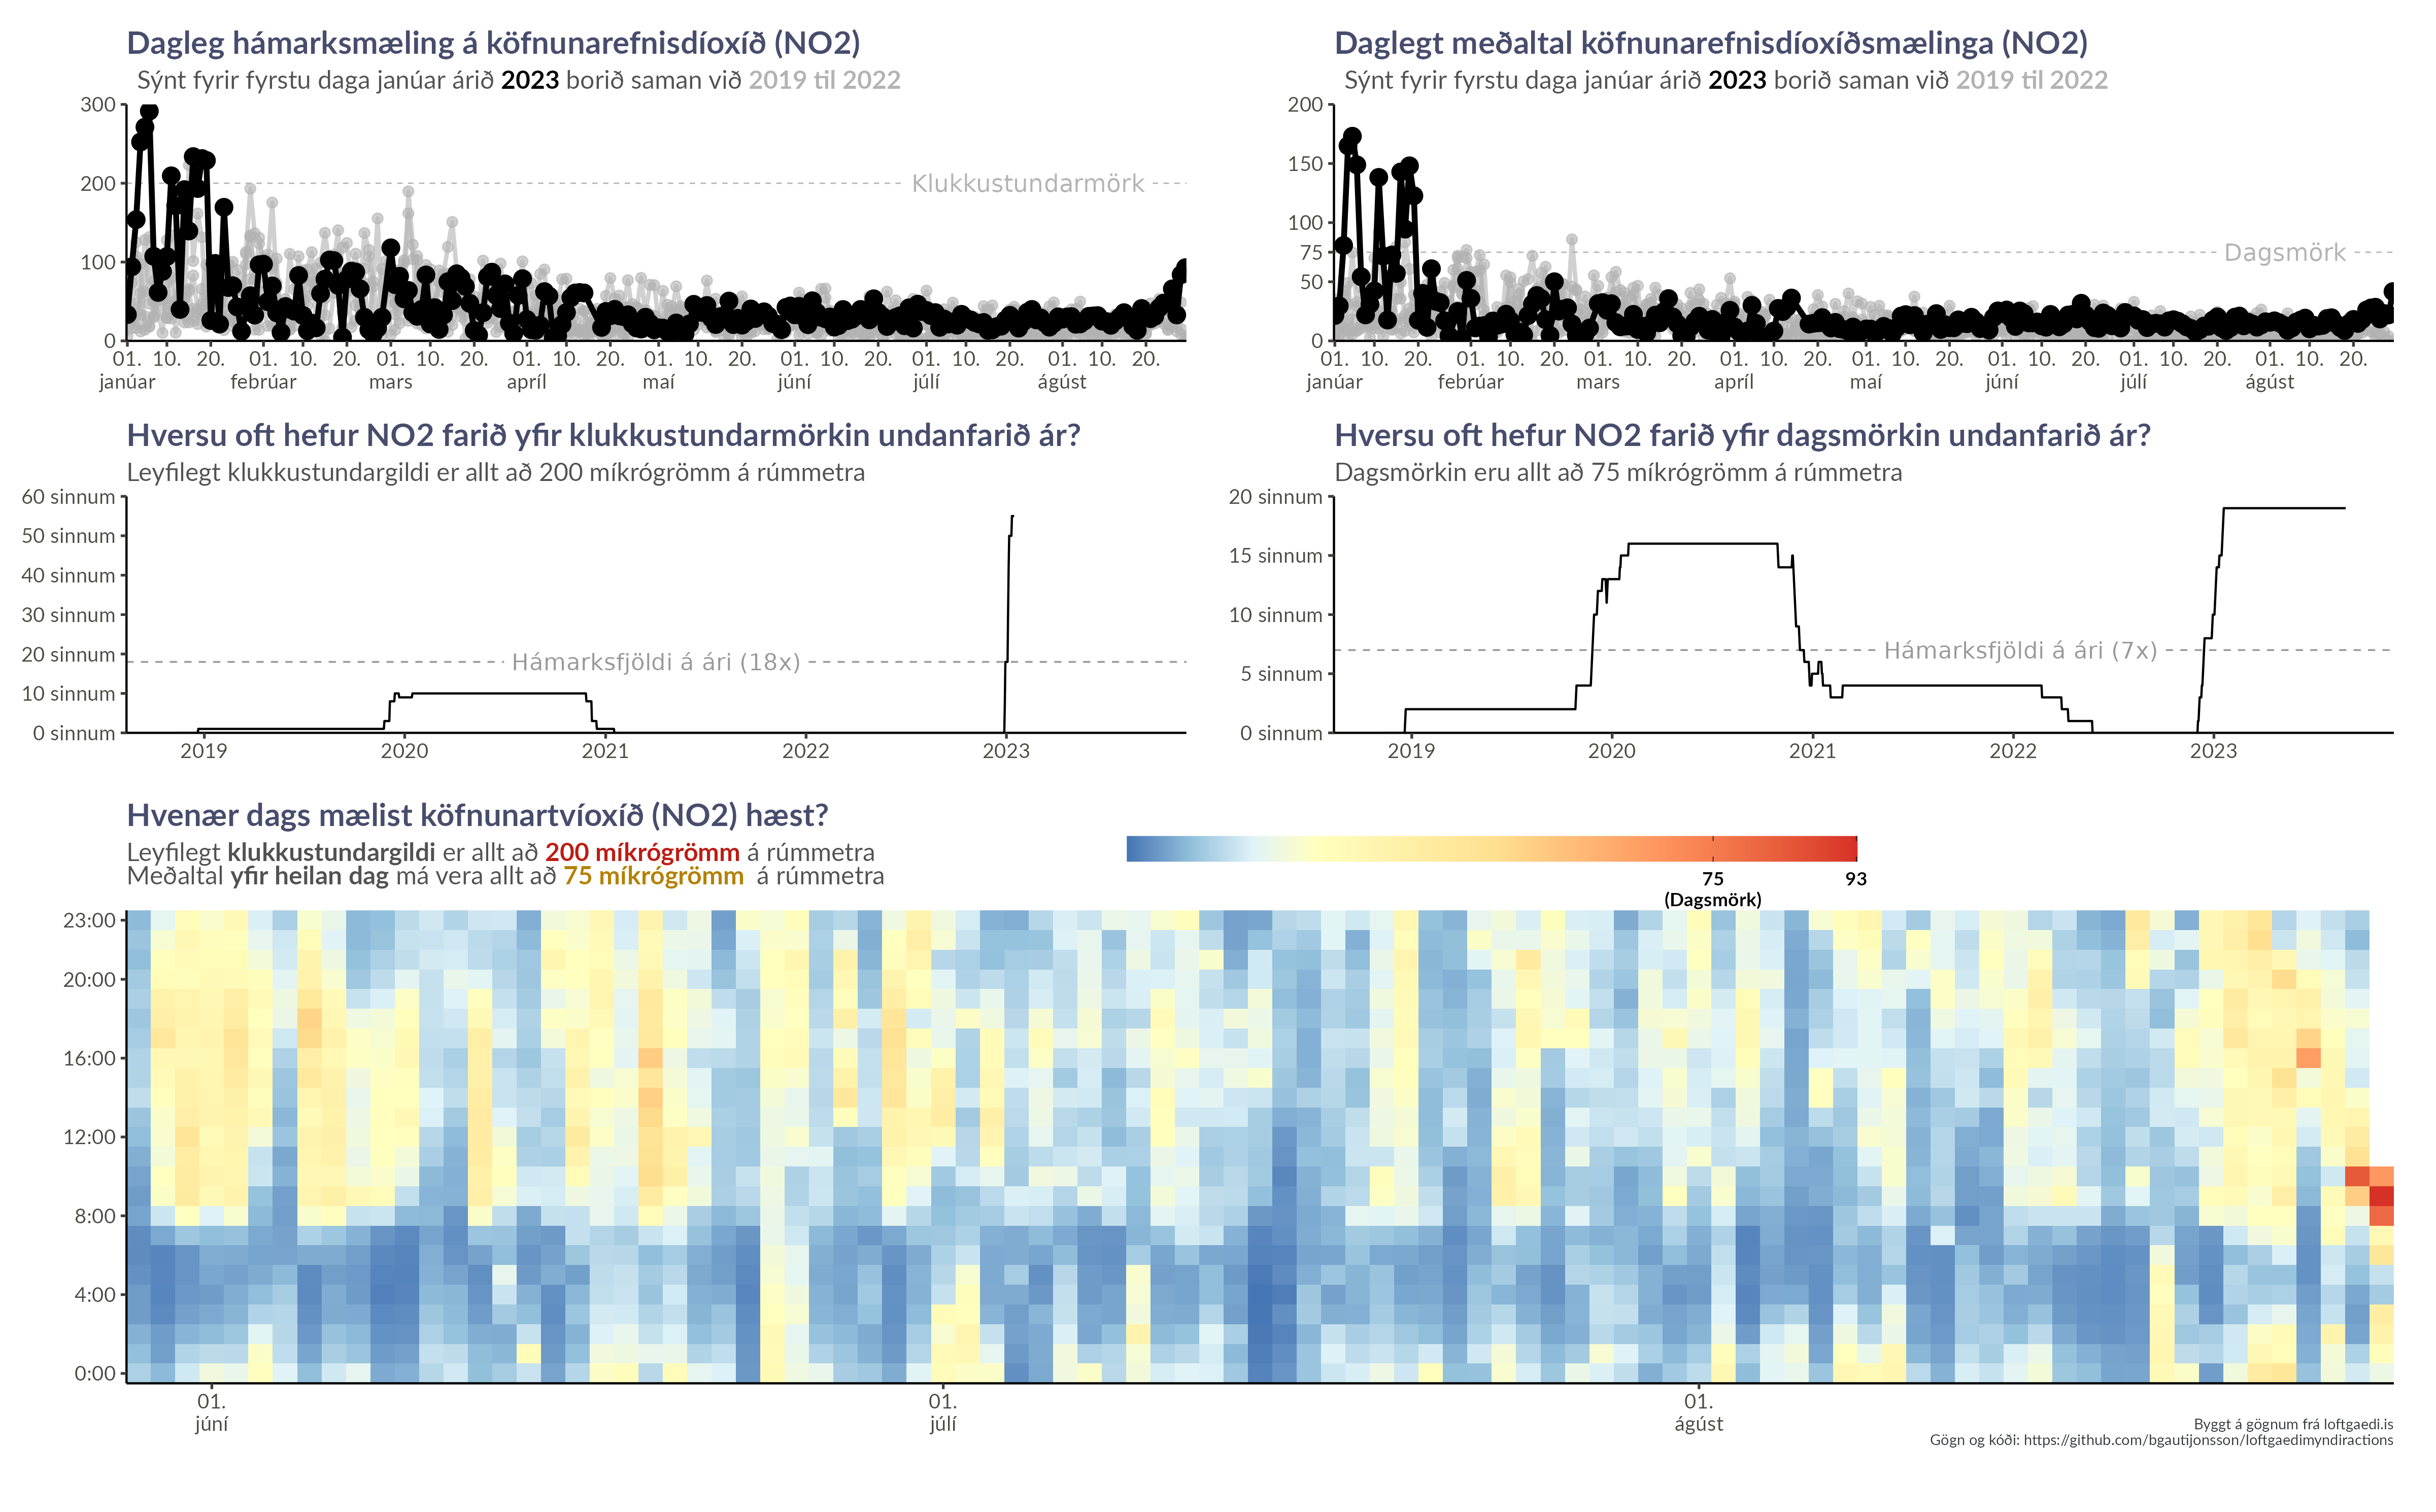 Dagleg hámarksmæling á köfnunarefnisdíoxíð (NO2)
Sýnt fyrir fyrstu daga janúar árið 2023 borið saman við 2019 til 2022
300
200
100
0
Klukkustundarmörk
01. 10. 20. 01. 10. 20. 01. 10. 20. 01. 10. 20. 01. 10. 20. 01. 10. 20. 01. 10. 20. 01. 10. 20.
janúar febrúar mars apríl maí júní júlí ágúst
Daglegt meðaltal köfnunarefnisdíoxíðsmælinga (NO2)
Sýnt fyrir fyrstu daga janúar árið 2023 borið saman við 2019 til 2022
200
150
100
75
50
0
Dagsmörk
01. 10. 20. 01. 10. 20. 01. 10. 20. 01. 10. 20. 01. 10. 20. 01. 10. 20. 01. 10. 20. 01. 10. 20.
janúar febrúar mars apríl maí júní júlí ágúst
Hversu oft hefur NO2 farið yfir klukkustundarmörkin undanfarið ár?
Leyfilegt klukkustundargildi er allt að 200 míkrógrömm á rúmmetra
60 sinnum
50 sinnum
40 sinnum
30 sinnum
20 sinnum
10 sinnum
0 sinnum
Hámarksfjöldi á ári (18x)
2019 2020 2021 2022 2023
Hversu oft hefur NO2 farið yfir dagsmörkin undanfarið ár?
Dagsmörkin eru allt að 75 míkrógrömm á rúmmetra
20 sinnum
15 sinnum
10 sinnum
5 sinnum
0 sinnum
Hámarksfjöldi á ári (7x)
2019 2020 2021 2022 2023
Hvenær dags mælist köfnunartvíoxíð (NO2) hæst?
Leyfilegt klukkustundargildi er allt að 200 míkrógrömm á rúmmetra
Meðaltal yfir heilan dag má vera allt að 75 míkrógrömm á rúmmetra
75 93
(Dagsmörk)
23:00
20:00
16:00
12:00
8:00
4:00
0:00
01. 01. 01.
júní júlí ágúst
Byggt á gögnum frá loftgaedi.is
Gögn og kóði: https://github.com/bgautijonsson/loftgaedimyndiractions